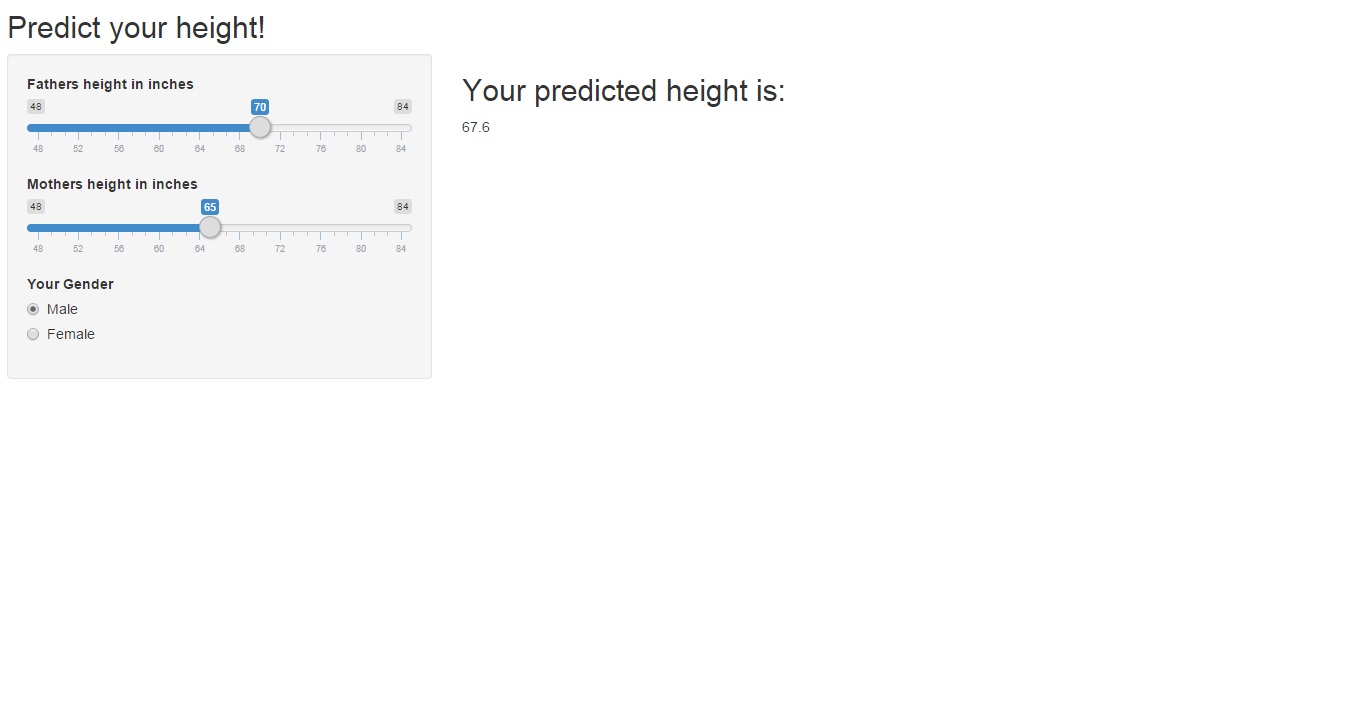 Predict your height!
Fathers height in inches
48 70 84
48 52 56 60 64 68 72 76 80 84
Mothers height in inches
48 65 84
48 52 56 60 64 68 72 76 80 84
Your Gender
Male
Female
Your predicted height is:
67.6